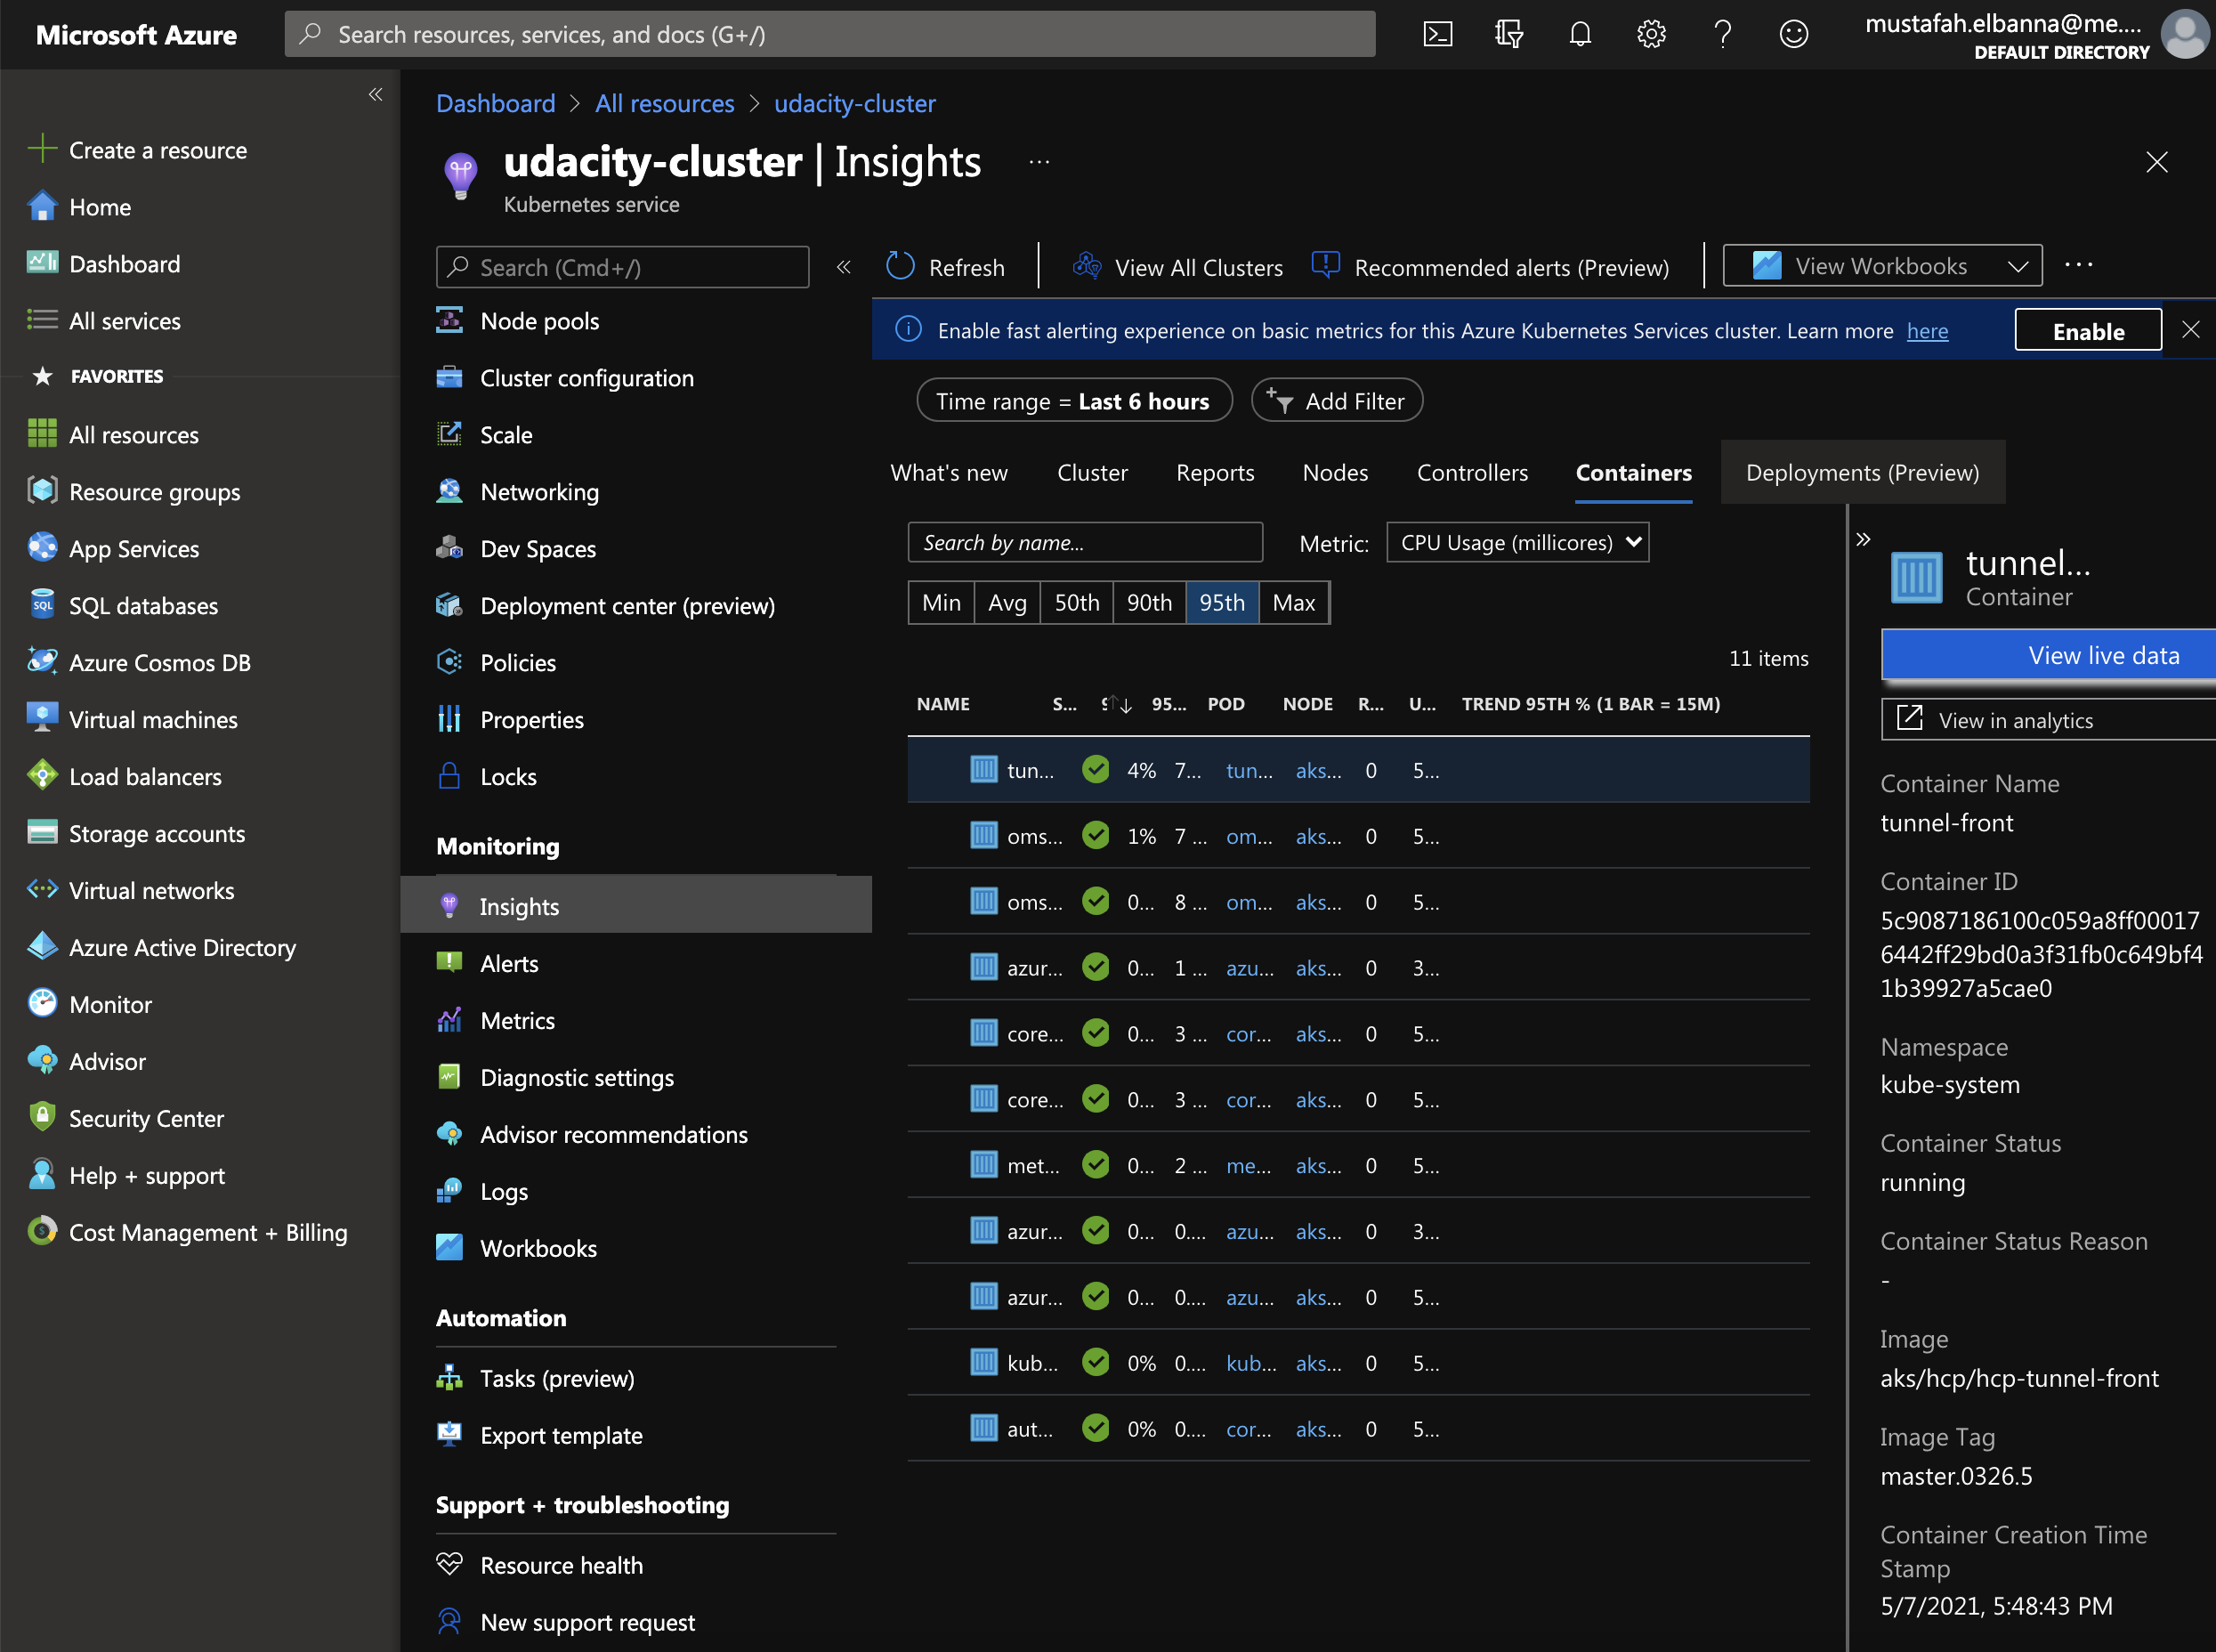 Microsoft Azure
Search resources, services, and docs (G+/)
mustafah.elbanna@me....
DEFAULT DIRECTORY
Create a resource
Home
Dashboard
All services
FAVORITES
All resources
Resource groups
App Services
SQL databases
Azure Cosmos DB
Virtual machines
Load balancers
Storage accounts
Virtual networks
Azure Active Directory
Monitor
Advisor
Security Center
Help + support
Cost Management + Billing
Dashboard > All resources > udacity-cluster
udacity-cluster | Insights ...
Kubernetes service
Search (Cmd+/)
Node pools
Cluster configuration
Scale
Networking
Dev Spaces
Deployment center (preview)
Policies
Properties
Locks
Monitoring
Insights
Alerts
Metrics
Diagnostic settings
Advisor recommendations
Logs
Workbooks
Automation
Tasks (preview)
Export template
Support + troubleshooting
Resource health
New support request
Refresh
View All Clusters
Recommended alerts (Preview)
View Workbooks
...
Enable fast alerting experience on basic metrics for this Azure Kubernetes Services cluster. Learn more here
Enable
Time range = Last 6 hours
Add Filter
What's new Cluster Reports Nodes Controllers Containers Deployments (Preview)
Search by name...
Metric: CPU Usage (millicores)
Min Avg 50th 90th 95th Max
11 items
NAME S... 95... POD NODE R... U... TREND 95TH % (1 BAR = 15M)
tun... 4% 7... tun... aks... 0 5...
oms... 1% 7 ... om... aks... 0 5...
oms... 0... 8 ... om... aks... 0 5...
azur... 0... 1 ... azu... aks... 0 3...
core... 0... 3 ... cor... aks... 0 5...
core... 0... 3 ... cor... aks... 0 5...
met... 0... 2 ... me... aks... 0 5...
azur... 0... 0.... azu... aks... 0 3...
azur... 0... 0.... azu... aks... 0 5...
kub... 0% 0.... kub... aks... 0 5...
aut... 0% 0.... cor... aks... 0 5...
tunnel...
Container
View live data
View in analytics
Container Name
tunnel-front
Container ID
5c9087186100c059a8ff00017
6442ff29bd0a3f31fb0c649bf4
1b39927a5cae0
Namespace
kube-system
Container Status
running
Container Status Reason
-
Image
aks/hcp/hcp-tunnel-front
Image Tag
master.0326.5
Container Creation Time
Stamp
5/7/2021, 5:48:43 PM